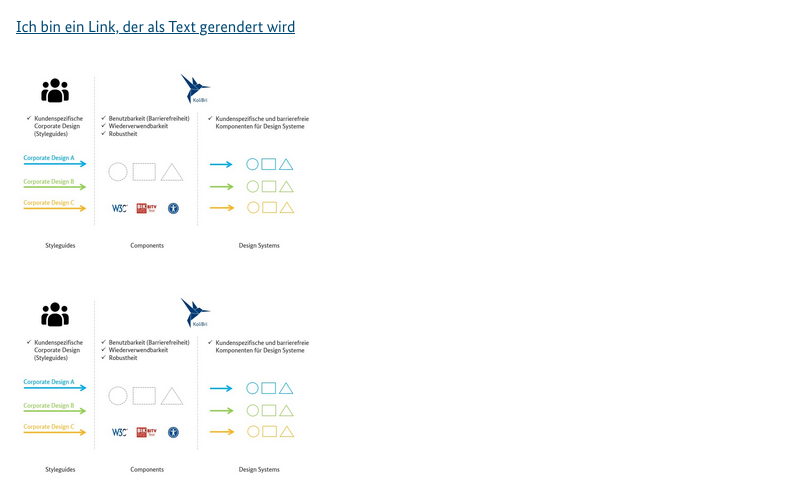 Ich bin ein Link, der als Text gerendert wird
KoliBri
✓ Kundenspezifische
Corporate Design
(Styleguides)
✓ Benutzbarkeit (Barrierefreiheit)
✓ Wiederverwendbarkeit
✓ Robustheit
✓ Kundenspezifische und barrierefreie
Komponenten für Design Systeme
Corporate Design A
Corporate Design B
Corporate Design C
W3C
BIK BITV
Styleguides
Components
Design Systems
KoliBri
✓ Kundenspezifische
Corporate Design
(Styleguides)
✓ Benutzbarkeit (Barrierefreiheit)
✓ Wiederverwendbarkeit
✓ Robustheit
✓ Kundenspezifische und barrierefreie
Komponenten für Design Systeme
Corporate Design A
Corporate Design B
Corporate Design C
W3C
BIK BITV
Styleguides
Components
Design Systems